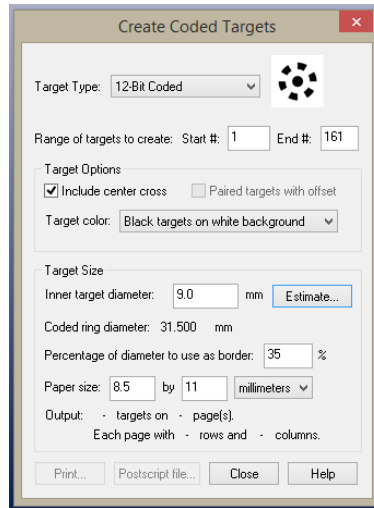 Create Coded Targets
Target Type: 12-Bit Coded
Range of targets to create: Start #: 1 End #: 161
Target Options
Include center cross Paired targets with offset
Target color: Black targets on white background
Target Size
Inner target diameter: 9.0 mm Estimate...
Coded ring diameter: 31.500 mm
Percentage of diameter to use as border: 35 %
Paper size: 8.5 by 11 millimeters
Output: - targets on - page(s).
Each page with - rows and - columns.
Print... Postscript file... Close Help